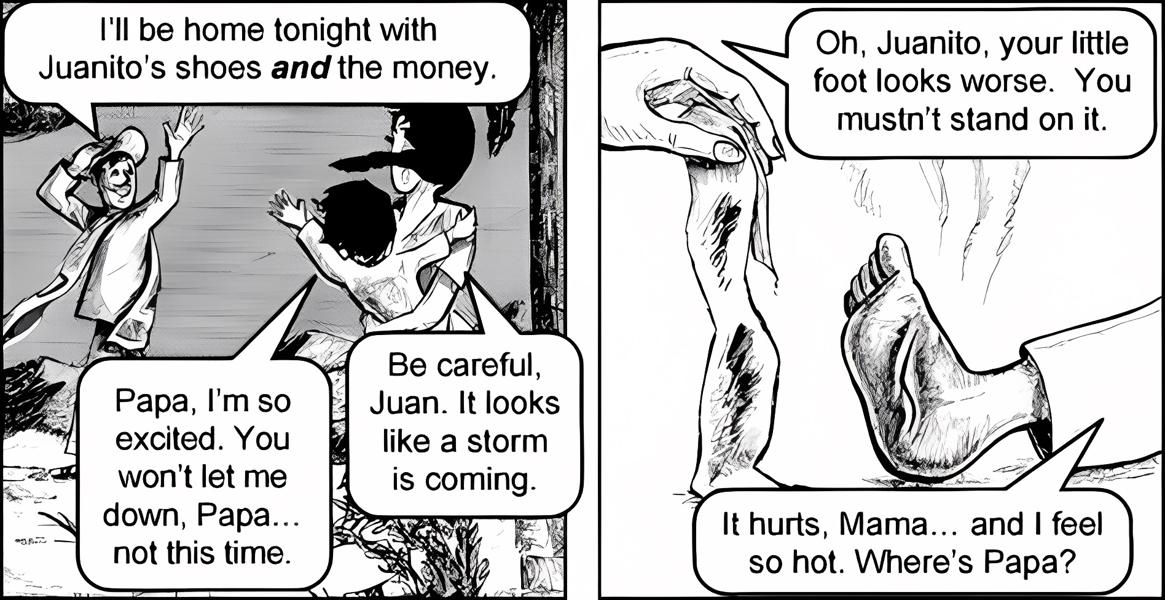 I'll be home tonight with
Juanito's shoes and the money.
Papa, I'm so
excited. You
won't let me
down, Papa...
not this time.
Be careful,
Juan. It looks
like a storm
is coming.
Oh, Juanito, your little
foot looks worse. You
mustn't stand on it.
It hurts, Mama... and I feel
so hot. Where's Papa?